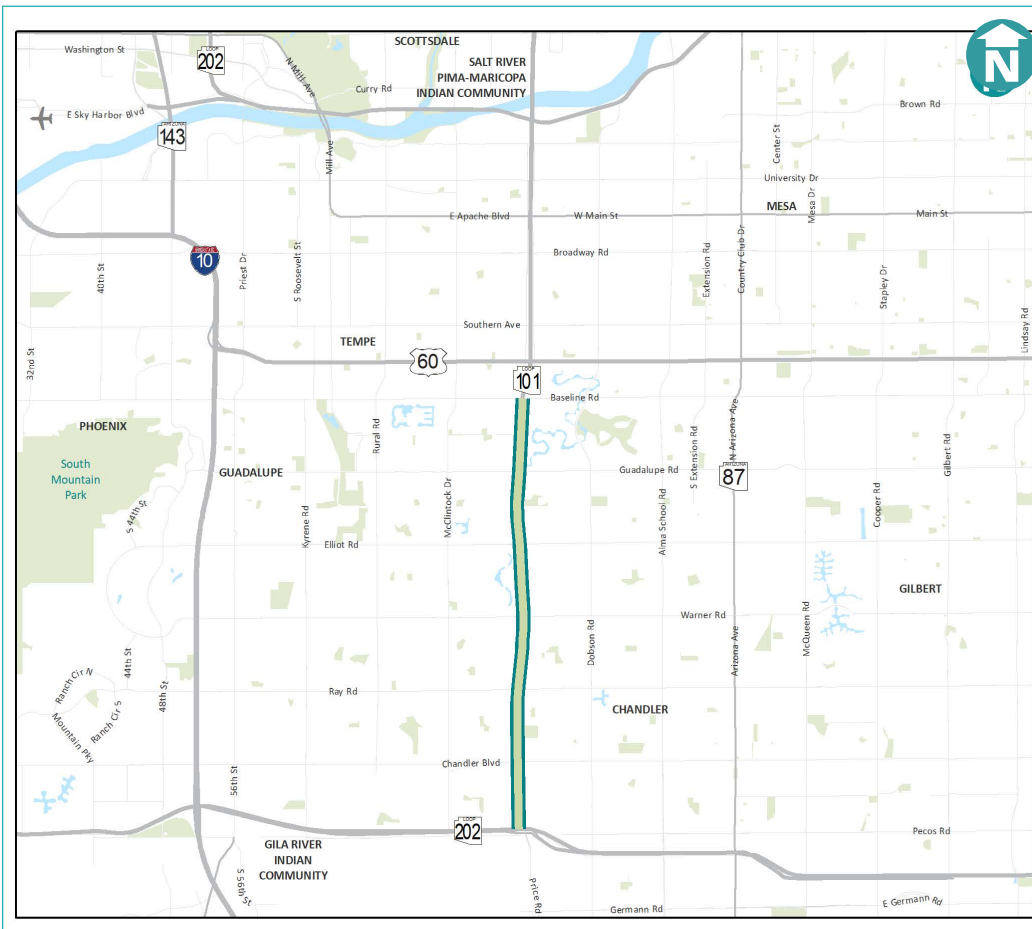 SCOTTSDALE
Washington St
LOOP
202
N Mill Ave
SALT RIVER
PIMA-MARICOPA
INDIAN COMMUNITY
N
Curry Rd
Brown Rd
E Sky Harbor Blvd
ARIZONA
143
Mill Ave
Center St
University Dr
Mesa Dr
MESA
E Apache Blvd
W Main St
Main St
10
Priest Dr
S Roosevelt St
40th St
Broadway Rd
Extension Rd
Country Club Dr
Stapley Dr
Lindsay Rd
Southern Ave
TEMPE
32nd St
60
LOOP
101
Baseline Rd
PHOENIX
Rural Rd
N Arizona Ave
S Extension Rd
Gilbert Rd
South
Mountain
Park
GUADALUPE
Guadalupe Rd
ARIZONA
87
McClintock Dr
Alma School Rd
Cooper Rd
S 44th St
Kyrene Rd
Elliot Rd
GILBERT
Warner Rd
Dobson Rd
Arizona Ave
McQueen Rd
44th St
48th St
Ranch Cir N
Ranch Cir S
Mountain Pky
Ray Rd
CHANDLER
Chandler Blvd
56th St
LOOP
202
Pecos Rd
GILA RIVER
INDIAN
COMMUNITY
S 56th St
Price Rd
Germann Rd
E Germann Rd